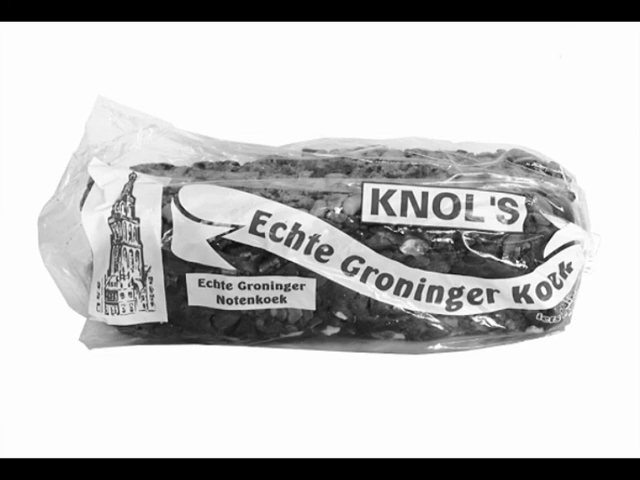 KNOL'S
Echte Groninger Koek
Echte Groninger
Notenkoek